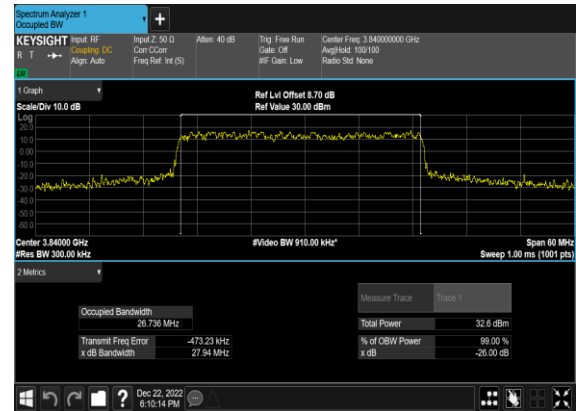 Spectrum Analyzer 1
Occupied BW
KEYSIGHT Input: RF Input Z: 50 Ω Atten: 40 dB Trig: Free Run Center Freq: 3.840000000 GHz
R T Coupling: DC Corr CCorr Gate: Off Avg|Hold: 100/100
Align: Auto Freq Ref: Int (S) #IF Gain: Low Radio Std: None
1 Graph
Scale/Div 10.0 dB Ref Lvl Offset 8.70 dB
Ref Value 30.00 dBm
Log
20.0
10.0
0.00
-10.0
-20.0
-30.0
-40.0
-50.0
-60.0
Center 3.84000 GHz #Video BW 910.00 kHz* Span 60 MHz
#Res BW 300.00 kHz Sweep 1.00 ms (1001 pts)
2 Metrics
Measure Trace Trace 1
Occupied Bandwidth
26.736 MHz Total Power 32.6 dBm
Transmit Freq Error -473.23 kHz % of OBW Power 99.00 %
x dB Bandwidth 27.94 MHz x dB -26.00 dB
? Dec 22, 2022
6:10:14 PM